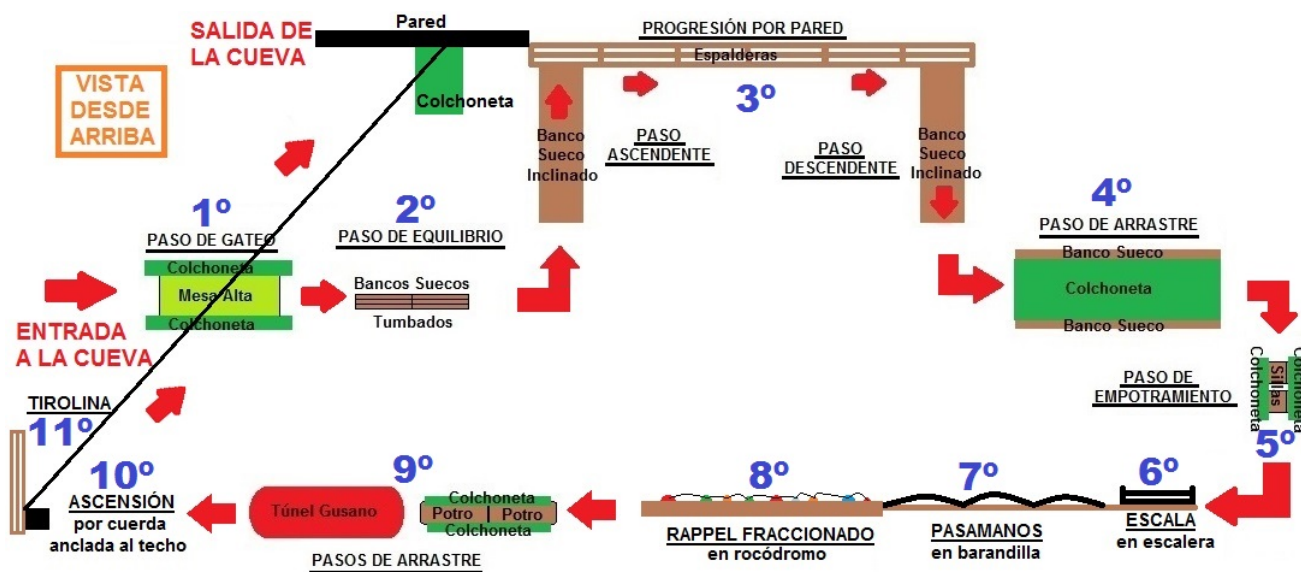 SALIDA DE
LA CUEVA
Pared
Colchoneta
VISTA
DESDE
ARRIBA
PROGRESIÓN POR PARED
Espalderas
3º
Banco
Sueco
Inclinado
PASO
ASCENDENTE
PASO
DESCENDENTE
Banco
Sueco
Inclinado
1º
PASO DE GATEO
Colchoneta
Mesa Alta
Colchoneta
2º
PASO DE EQUILIBRIO
Bancos Suecos
Tumbados
4º
PASO DE ARRASTRE
Banco Sueco
Colchoneta
Banco Sueco
ENTRADA
A LA CUEVA
PASO DE
EMPOTRAMIENTO
Colchoneta
Sillas
Colchoneta
5º
6º
ESCALA
en escalera
7º
PASAMANOS
en barandilla
8º
RAPPEL FRACCIONADO
en rocódromo
9º
Colchoneta
Potro
Potro
Colchoneta
Túnel Gusano
PASOS DE ARRASTRE
10º
ASCENSIÓN
por cuerda
anclada al techo
TIROLINA
11º